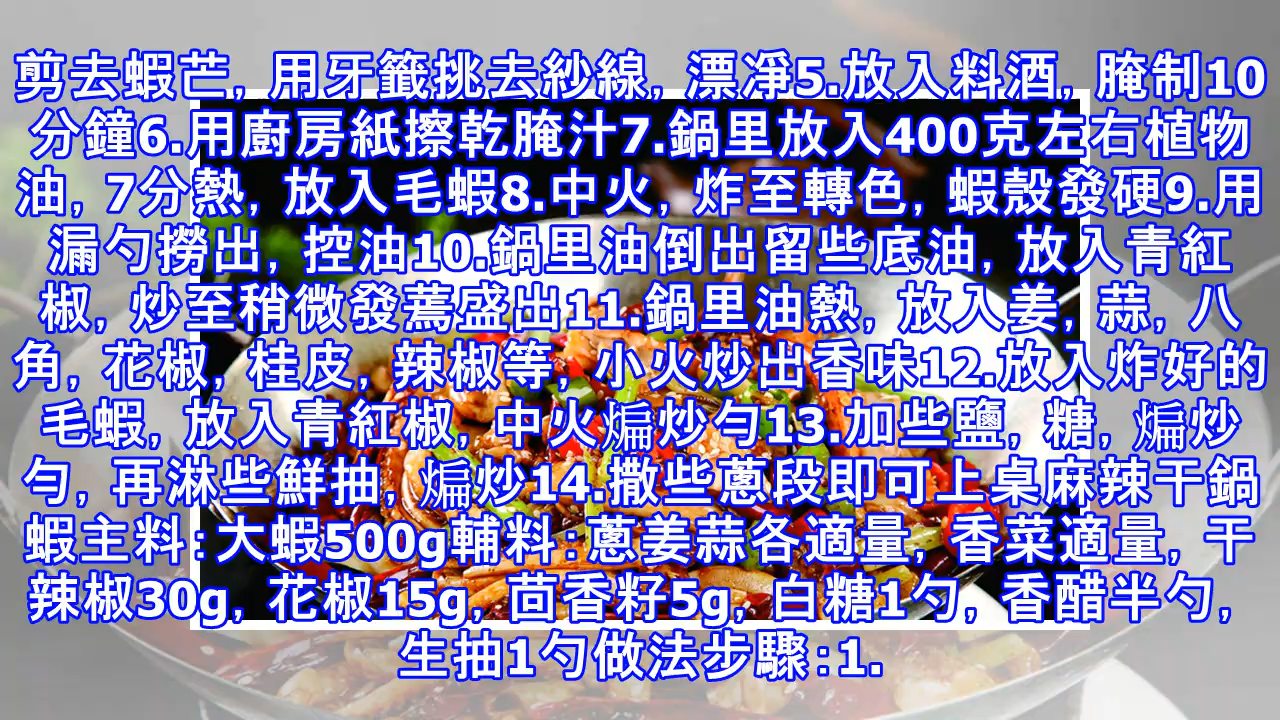 剪去蝦芒, 用牙籤挑去紗線, 漂凈5.放入料酒, 腌制10
分鐘6.用廚房紙擦乾腌汁7.鍋里放入400克左右植物
油, 7分熱, 放入毛蝦8.中火, 炸至轉色, 蝦殼發硬9.用
漏勺撈出, 控油10.鍋里油倒出留些底油, 放入青紅
椒, 炒至稍微發蔫盛出11.鍋里油熱, 放入姜, 蒜, 八
角, 花椒, 桂皮, 辣椒等, 小火炒出香味12.放入炸好的
毛蝦, 放入青紅椒, 中火煸炒勻13.加些鹽, 糖, 煸炒
勻, 再淋些鮮抽, 煸炒14.撒些蔥段即可上桌麻辣干鍋
蝦主料:大蝦500g輔料:蔥姜蒜各適量, 香菜適量, 干
辣椒30g, 花椒15g, 茴香籽5g, 白糖1勺, 香醋半勺,
生抽1勺做法步驟:1.